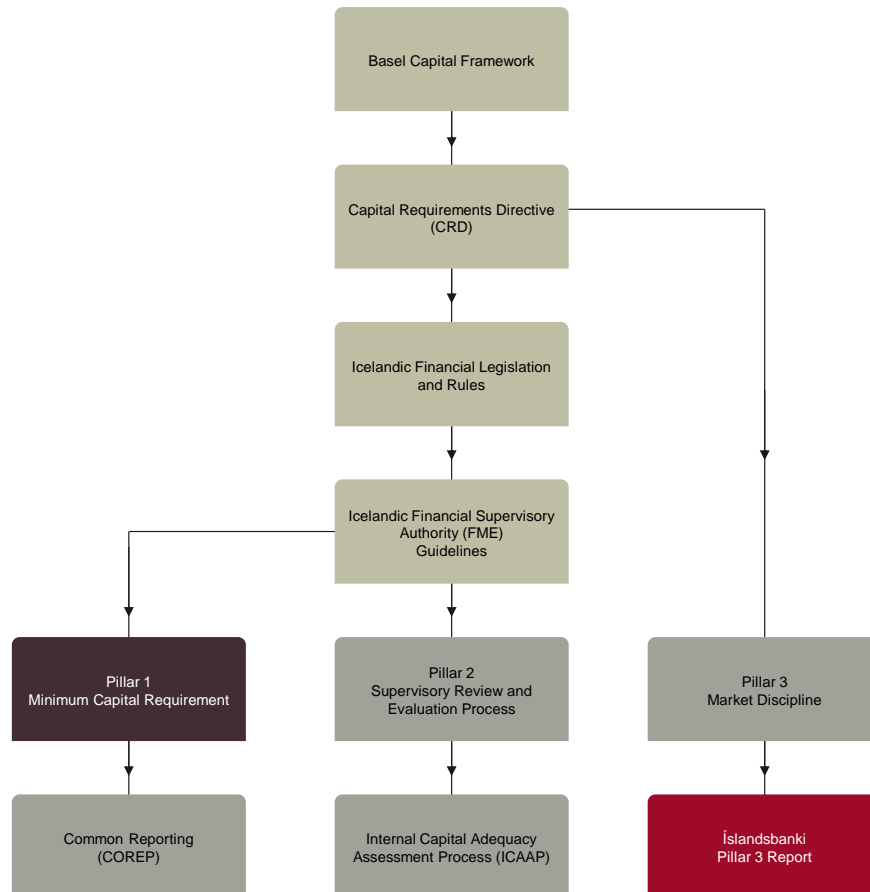 Basel Capital Framework
Capital Requirements Directive
(CRD)
Icelandic Financial Legislation
and Rules
Icelandic Financial Supervisory
Authority (FME)
Guidelines
Pillar 1
Minimum Capital Requirement
Pillar 2
Supervisory Review and
Evaluation Process
Pillar 3
Market Discipline
Common Reporting
(COREP)
Internal Capital Adequacy
Assessment Process (ICAAP)
Íslandsbanki
Pillar 3 Report